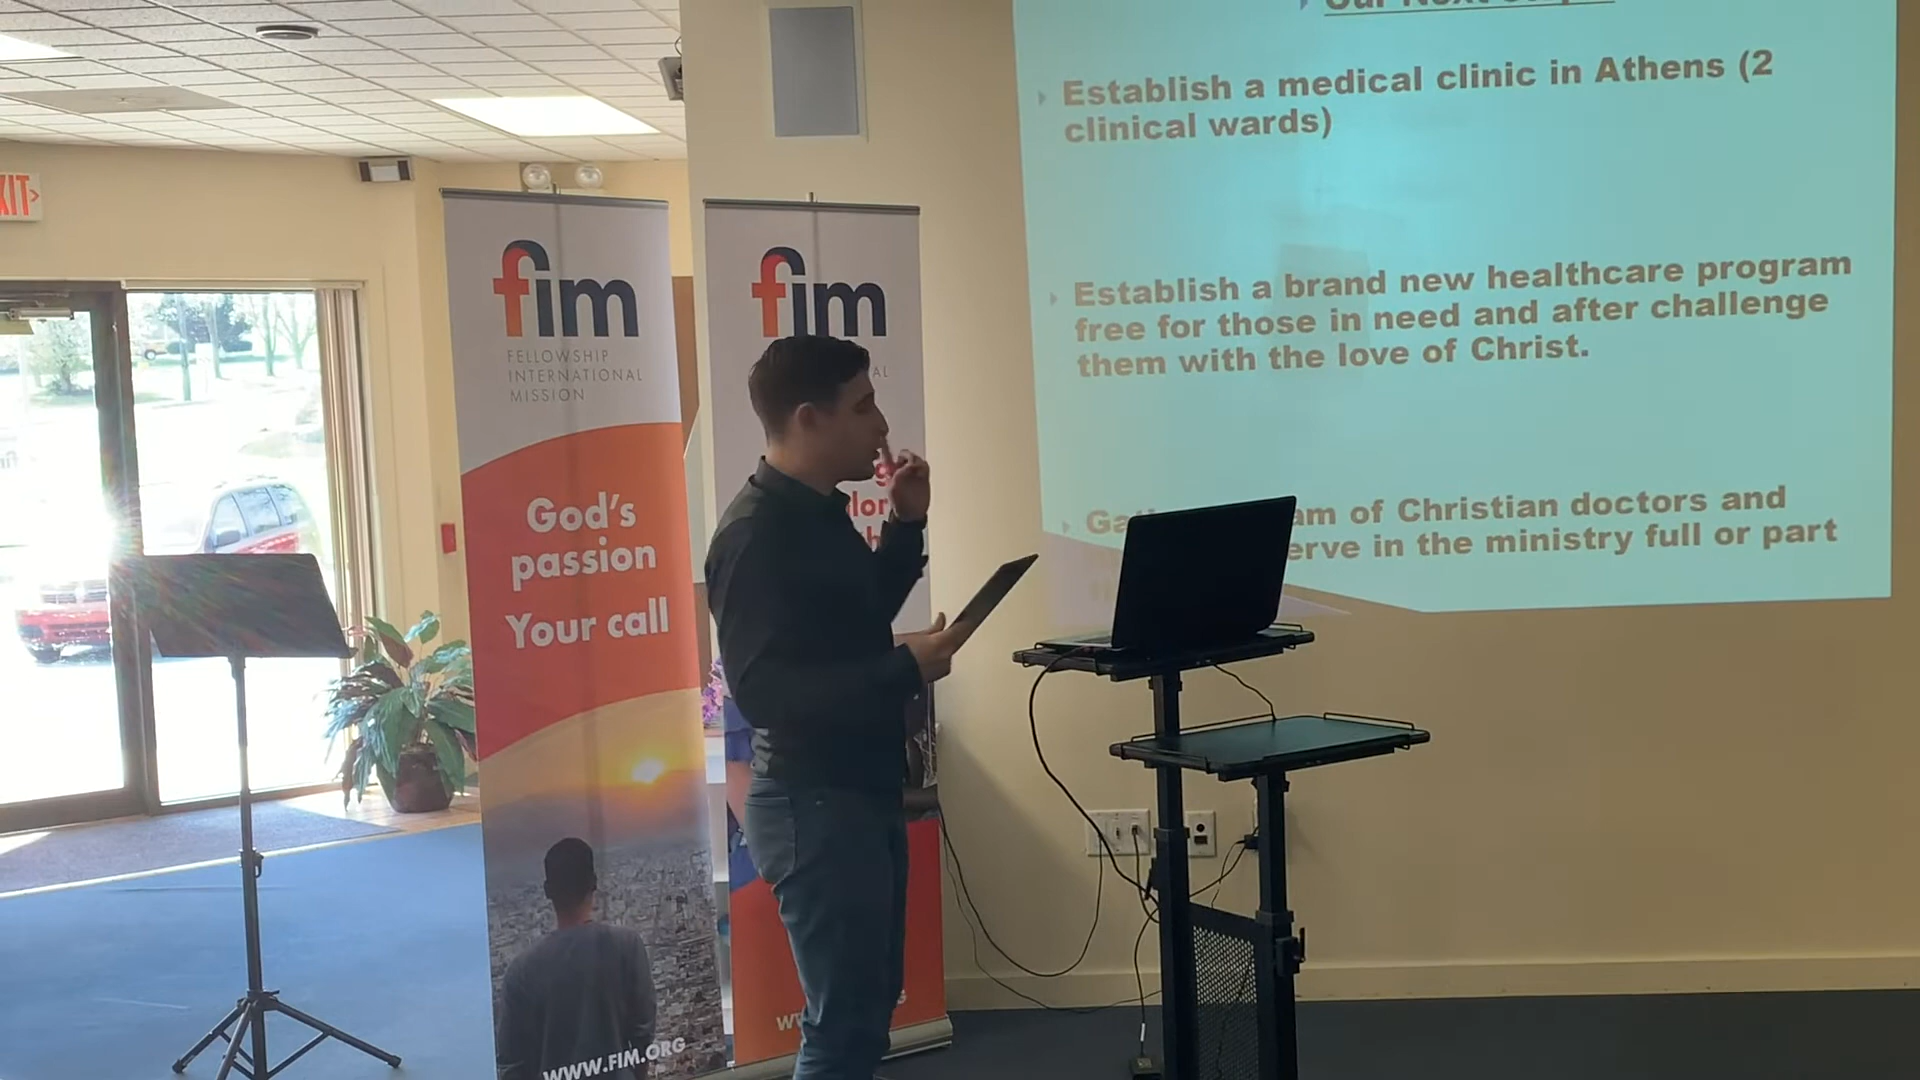 Establish a medical clinic in Athens (2
clinical wards)
Establish a brand new healthcare program
free for those in need and after challenge
them with the love of Christ.
am of Christian doctors and
erve in the ministry full or part
fim
FELLOWSHIP
INTERNATIONAL
MISSION
God's
passion
Your call
WWW.FIM.ORG
fim